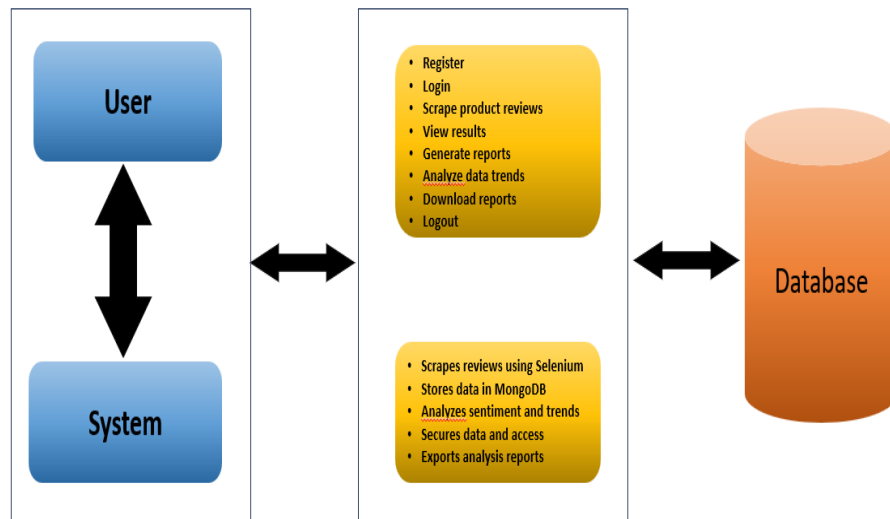 User
System
• Register
• Login
• Scrape product reviews
• View results
• Generate reports
• Analyze data trends
• Download reports
• Logout
• Scrapes reviews using Selenium
• Stores data in MongoDB
• Analyzes sentiment and trends
• Secures data and access
• Exports analysis reports
Database